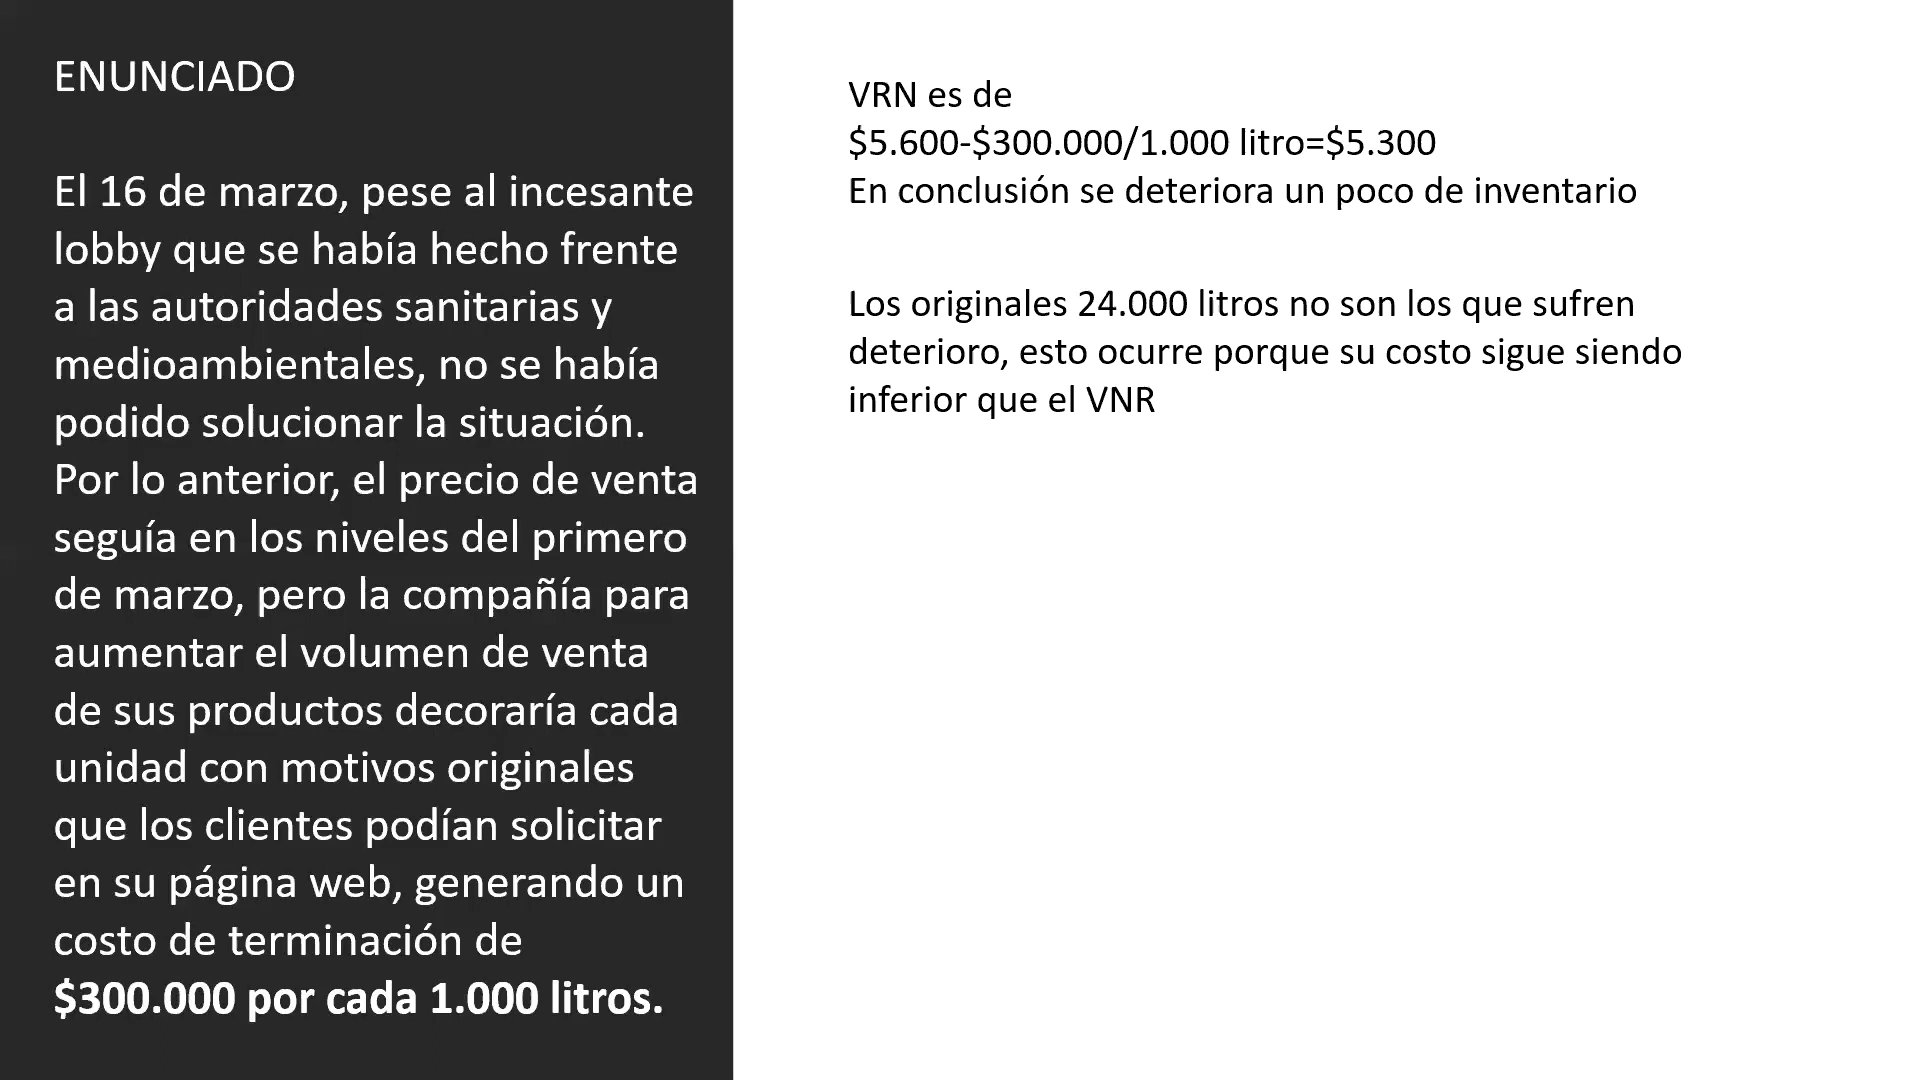 ENUNCIADO
El 16 de marzo, pese al incesante
lobby que se había hecho frente
a las autoridades sanitarias y
medioambientales, no se había
podido solucionar la situación.
Por lo anterior, el precio de venta
seguía en los niveles del primero
de marzo, pero la compañía para
aumentar el volumen de venta
de sus productos decoraría cada
unidad con motivos originales
que los clientes podían solicitar
en su página web, generando un
costo de terminación de
$300.000 por cada 1.000 litros.
VRN es de
$5.600-$300.000/1.000 litro=$5.300
En conclusión se deteriora un poco de inventario
Los originales 24.000 litros no son los que sufren
deterioro, esto ocurre porque su costo sigue siendo
inferior que el VNR